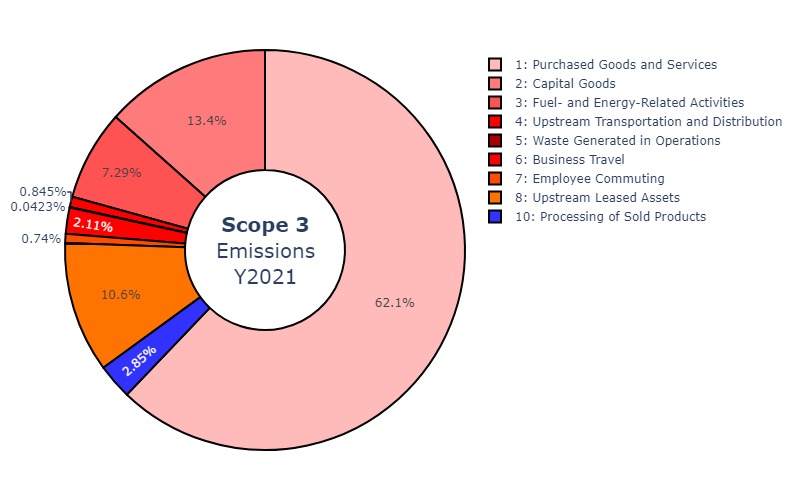 13.4%
7.29%
0.845%
0.0423%
2.11%
0.74%
10.6%
2.85%
62.1%
Scope 3
Emissions
Y2021
1: Purchased Goods and Services
2: Capital Goods
3: Fuel- and Energy-Related Activities
4: Upstream Transportation and Distribution
5: Waste Generated in Operations
6: Business Travel
7: Employee Commuting
8: Upstream Leased Assets
10: Processing of Sold Products